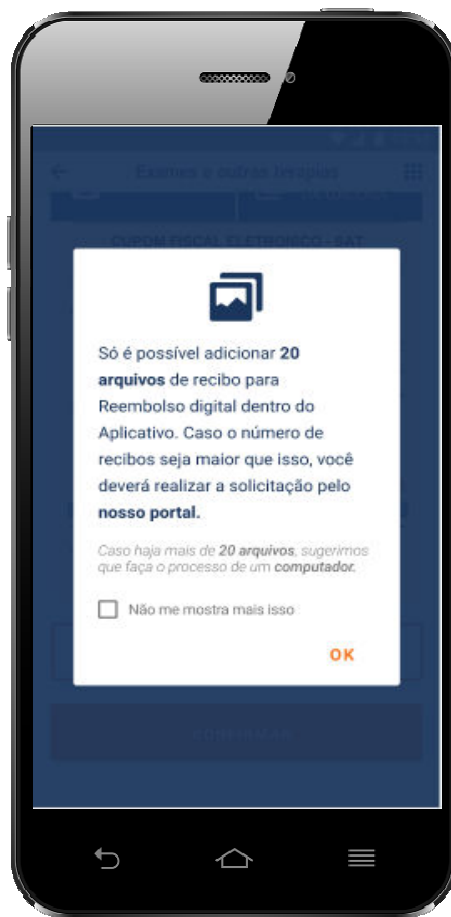 Exames e outras terapias
CUPOM FISCAL ELETRONICO - SAT
Só é possível adicionar 20
arquivos de recibo para
Reembolso digital dentro do
Aplicativo. Caso o número de
recibos seja maior que isso, você
deverá realizar a solicitação pelo
nosso portal.
Caso haja mais de 20 arquivos, sugerimos
que faça o processo de um computador.
Não me mostra mais isso
OK